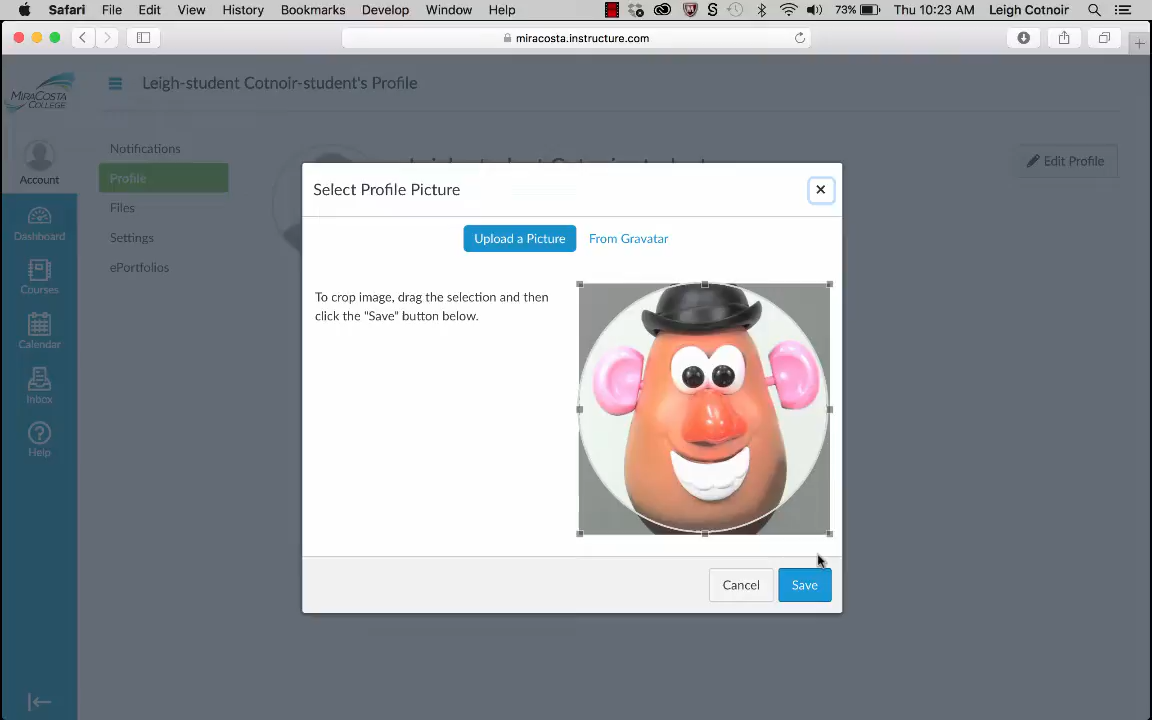 Safari File Edit View History Bookmarks Develop Window Help S 73% Thu 10:23 AM Leigh Cotnoir
miracosta.instructure.com
MIRACOSTA
COLLEGE
Leigh-student Cotnoir-student's Profile
Account
Dashboard
Courses
Calendar
Inbox
Help
Notifications
Profile
Files
Settings
ePortfolios
Edit Profile
Select Profile Picture
Upload a Picture From Gravatar
To crop image, drag the selection and then
click the "Save" button below.
Cancel Save